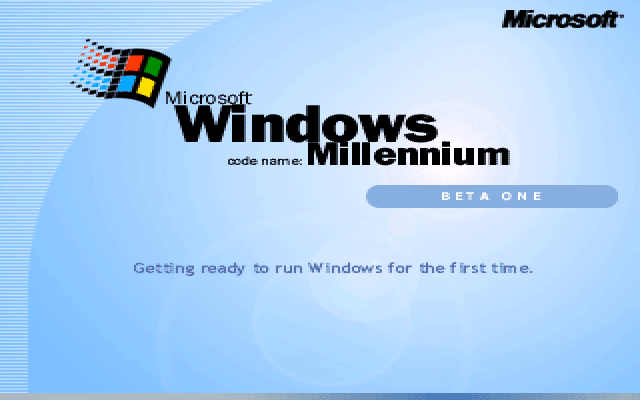 Microsoft
Microsoft
Windows
code name: Millennium
BETA ONE
Getting ready to run Windows for the first time.